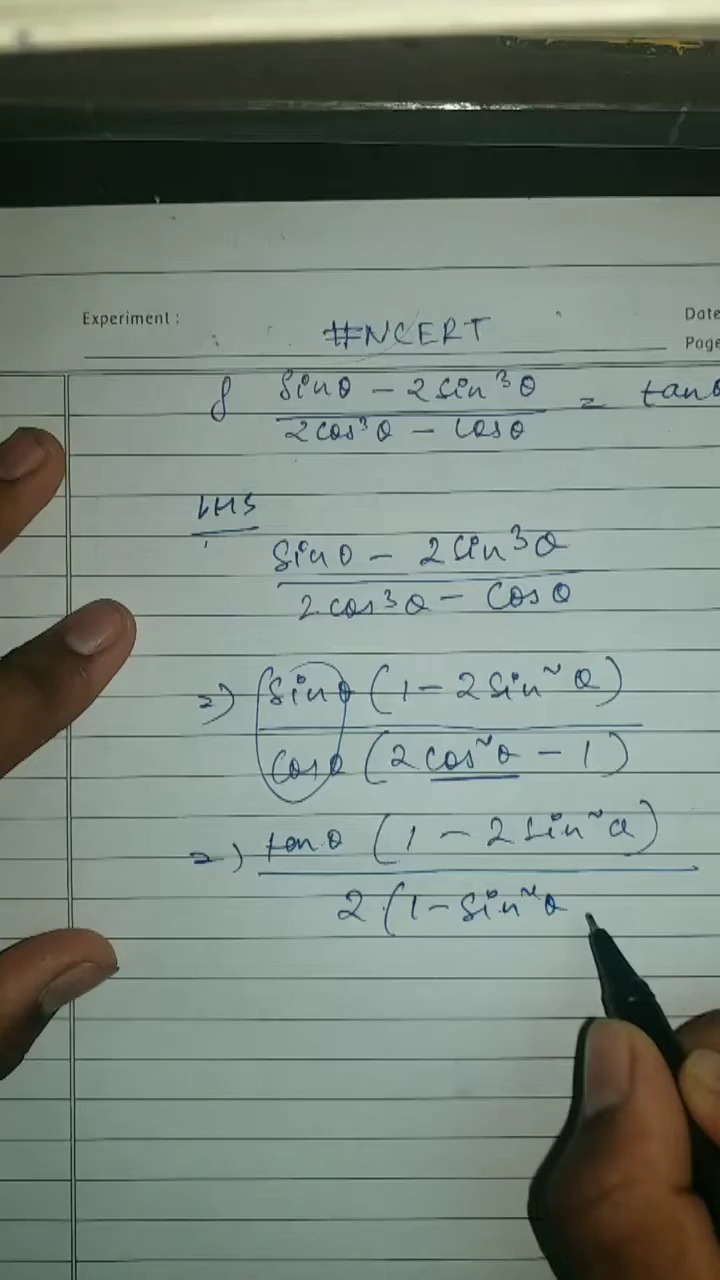 Experiment :
Date
Page
#NCERT
sinθ - 2sin³θ / 2cos³θ - cosθ = tanθ
LHS
sinθ - 2sin³θ
2cos³θ - cosθ
=) sinθ (1 - 2sin²θ)
cosθ (2cos²θ - 1)
=) tanθ (1 - 2sin²θ)
2(1 - sin²θ